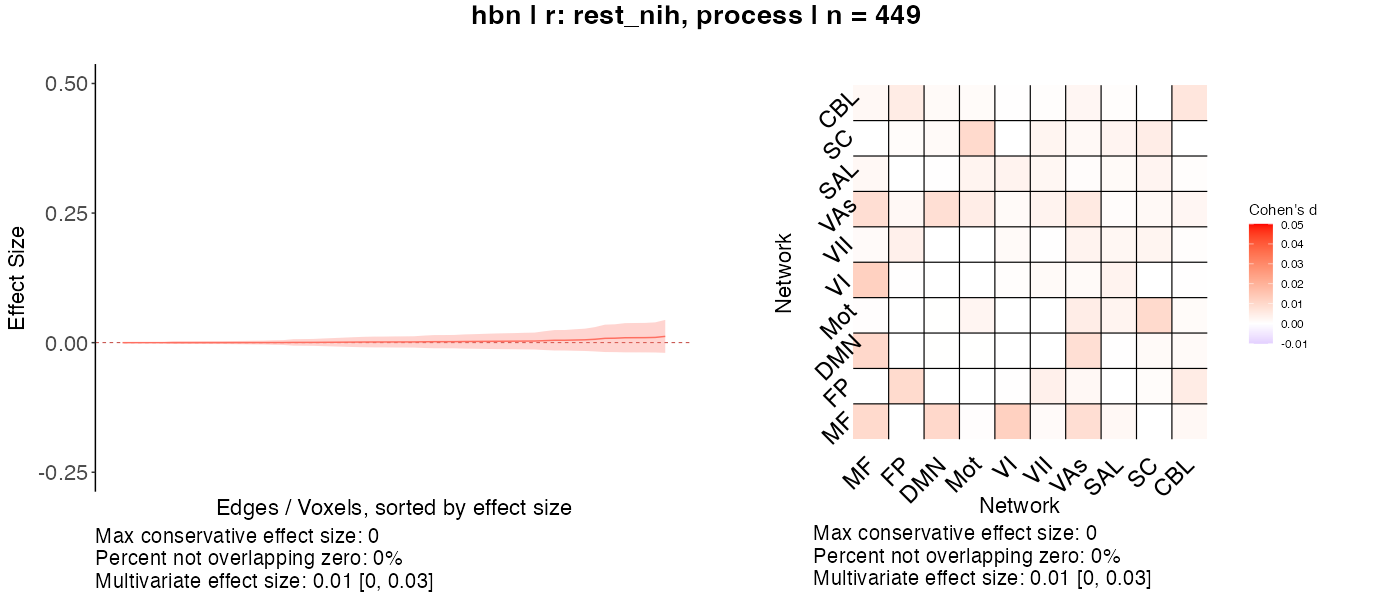 hbn | r: rest_nih, process | n = 449
0.50
0.25
0.00
-0.25
Effect Size
Edges / Voxels, sorted by effect size
Max conservative effect size: 0
Percent not overlapping zero: 0%
Multivariate effect size: 0.01 [0, 0.03]
Network
CBL
SC
SAL
VAs
VII
VI
Mot
DMN
FP
MF
MF
FP
DMN
Mot
VI
VII
VAs
SAL
SC
CBL
Network
Max conservative effect size: 0
Percent not overlapping zero: 0%
Multivariate effect size: 0.01 [0, 0.03]
Cohen's d
0.05
0.04
0.03
0.02
0.01
0.00
-0.01